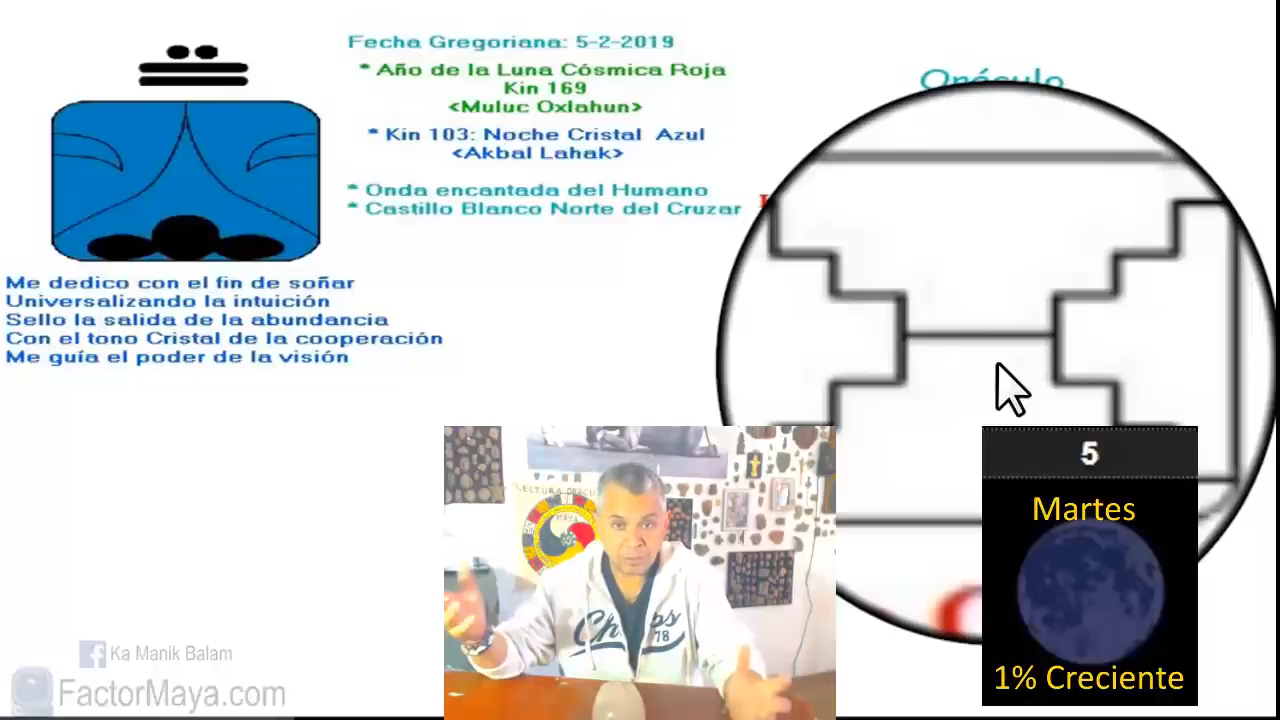 Fecha Gregoriana: 5-2-2019
* Año de la Luna Cósmica Roja
Kin 169
<Muluc Oxlahun>
* Kin 103: Noche Cristal Azul
<Akbal Lahak>
* Onda encantada del Humano
* Castillo Blanco Norte del Cruzar
Me dedico con el fin de soñar
Universalizando la intuición
Sello la salida de la abundancia
Con el tono Cristal de la cooperación
Me guía el poder de la visión
Oráculo
MAYA
78
5
Martes
1% Creciente
Ka Manik Balam
FactorMaya.com